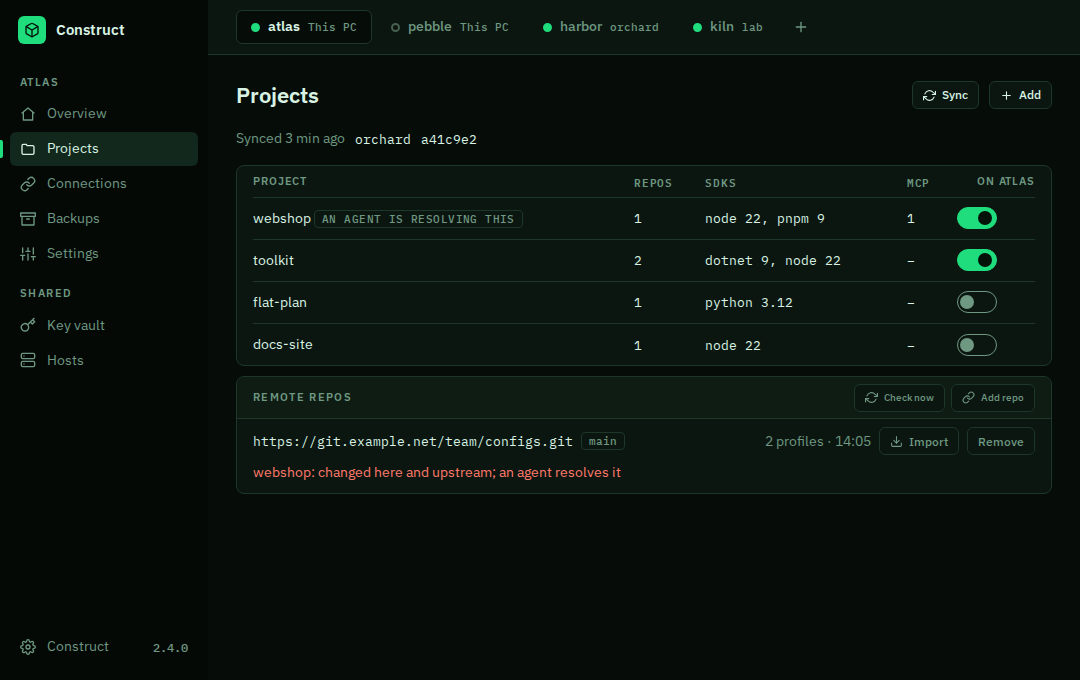 Construct
atlas This PC
pebble This PC
harbor orchard
kiln lab
ATLAS
Overview
Projects
Connections
Backups
Settings
SHARED
Key vault
Hosts
Construct 2.4.0
Projects
Sync
Add
Synced 3 min ago orchard a41c9e2
PROJECT REPOS SDKS MCP ON ATLAS
webshop AN AGENT IS RESOLVING THIS 1 node 22, pnpm 9 1
toolkit 2 dotnet 9, node 22 –
flat-plan 1 python 3.12 –
docs-site 1 node 22 –
REMOTE REPOS Check now Add repo
https://git.example.net/team/configs.git main 2 profiles · 14:05 Import Remove
webshop: changed here and upstream; an agent resolves it